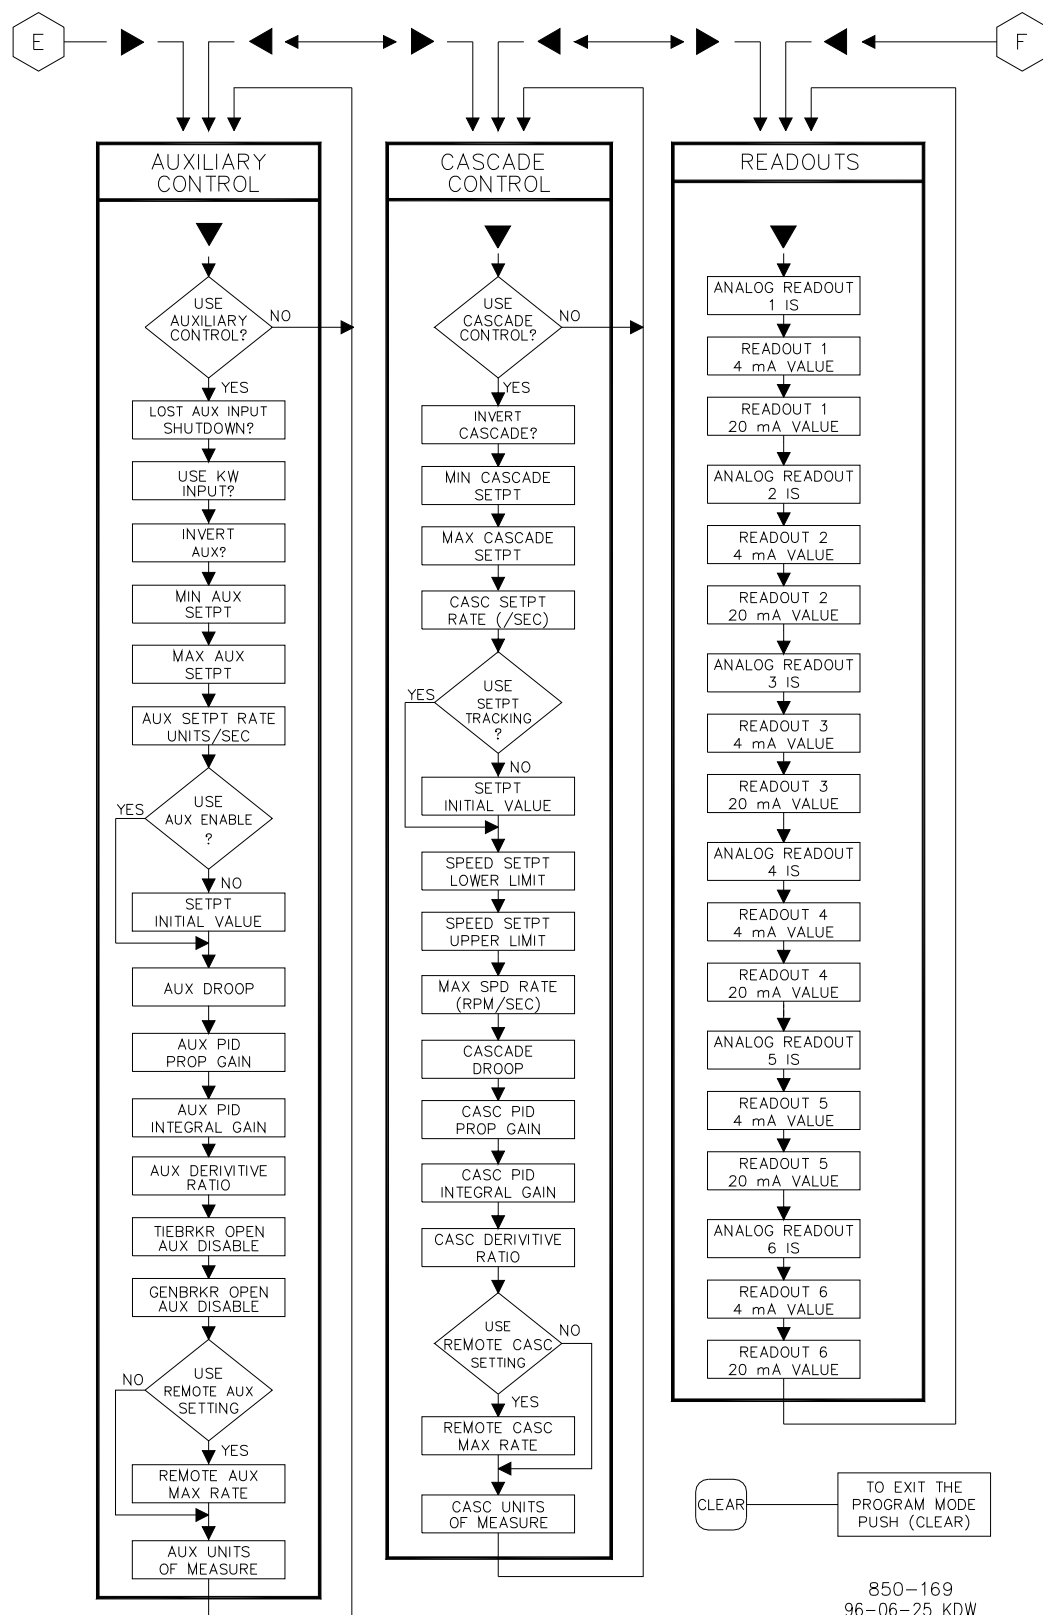 E
F
AUXILIARY
CONTROL
USE
AUXILIARY
CONTROL?
NO
YES
LOST AUX INPUT
SHUTDOWN?
USE KW
INPUT?
INVERT
AUX?
MIN AUX
SETPT
MAX AUX
SETPT
AUX SETPT RATE
UNITS/SEC
USE
AUX ENABLE
?
YES
NO
SETPT
INITIAL VALUE
AUX DROOP
AUX PID
PROP GAIN
AUX PID
INTEGRAL GAIN
AUX DERIVITIVE
RATIO
TIEBRKR OPEN
AUX DISABLE
GENBRKR OPEN
AUX DISABLE
USE
REMOTE AUX
SETTING
NO
YES
REMOTE AUX
MAX RATE
AUX UNITS
OF MEASURE
CASCADE
CONTROL
USE
CASCADE
CONTROL?
NO
YES
INVERT
CASCADE?
MIN CASCADE
SETPT
MAX CASCADE
SETPT
CASC SETPT
RATE (/SEC)
USE
SETPT
TRACKING
?
YES
NO
SETPT
INITIAL VALUE
SPEED SETPT
LOWER LIMIT
SPEED SETPT
UPPER LIMIT
MAX SPD RATE
(RPM/SEC)
CASCADE
DROOP
CASC PID
PROP GAIN
CASC PID
INTEGRAL GAIN
CASC DERIVITIVE
RATIO
USE
REMOTE CASC
SETTING
NO
YES
REMOTE CASC
MAX RATE
CASC UNITS
OF MEASURE
READOUTS
ANALOG READOUT
1 IS
READOUT 1
4 mA VALUE
READOUT 1
20 mA VALUE
ANALOG READOUT
2 IS
READOUT 2
4 mA VALUE
READOUT 2
20 mA VALUE
ANALOG READOUT
3 IS
READOUT 3
4 mA VALUE
READOUT 3
20 mA VALUE
ANALOG READOUT
4 IS
READOUT 4
4 mA VALUE
READOUT 4
20 mA VALUE
ANALOG READOUT
5 IS
READOUT 5
4 mA VALUE
READOUT 5
20 mA VALUE
ANALOG READOUT
6 IS
READOUT 6
4 mA VALUE
READOUT 6
20 mA VALUE
CLEAR
TO EXIT THE
PROGRAM MODE
PUSH (CLEAR)
850-169
96-06-25 KDW